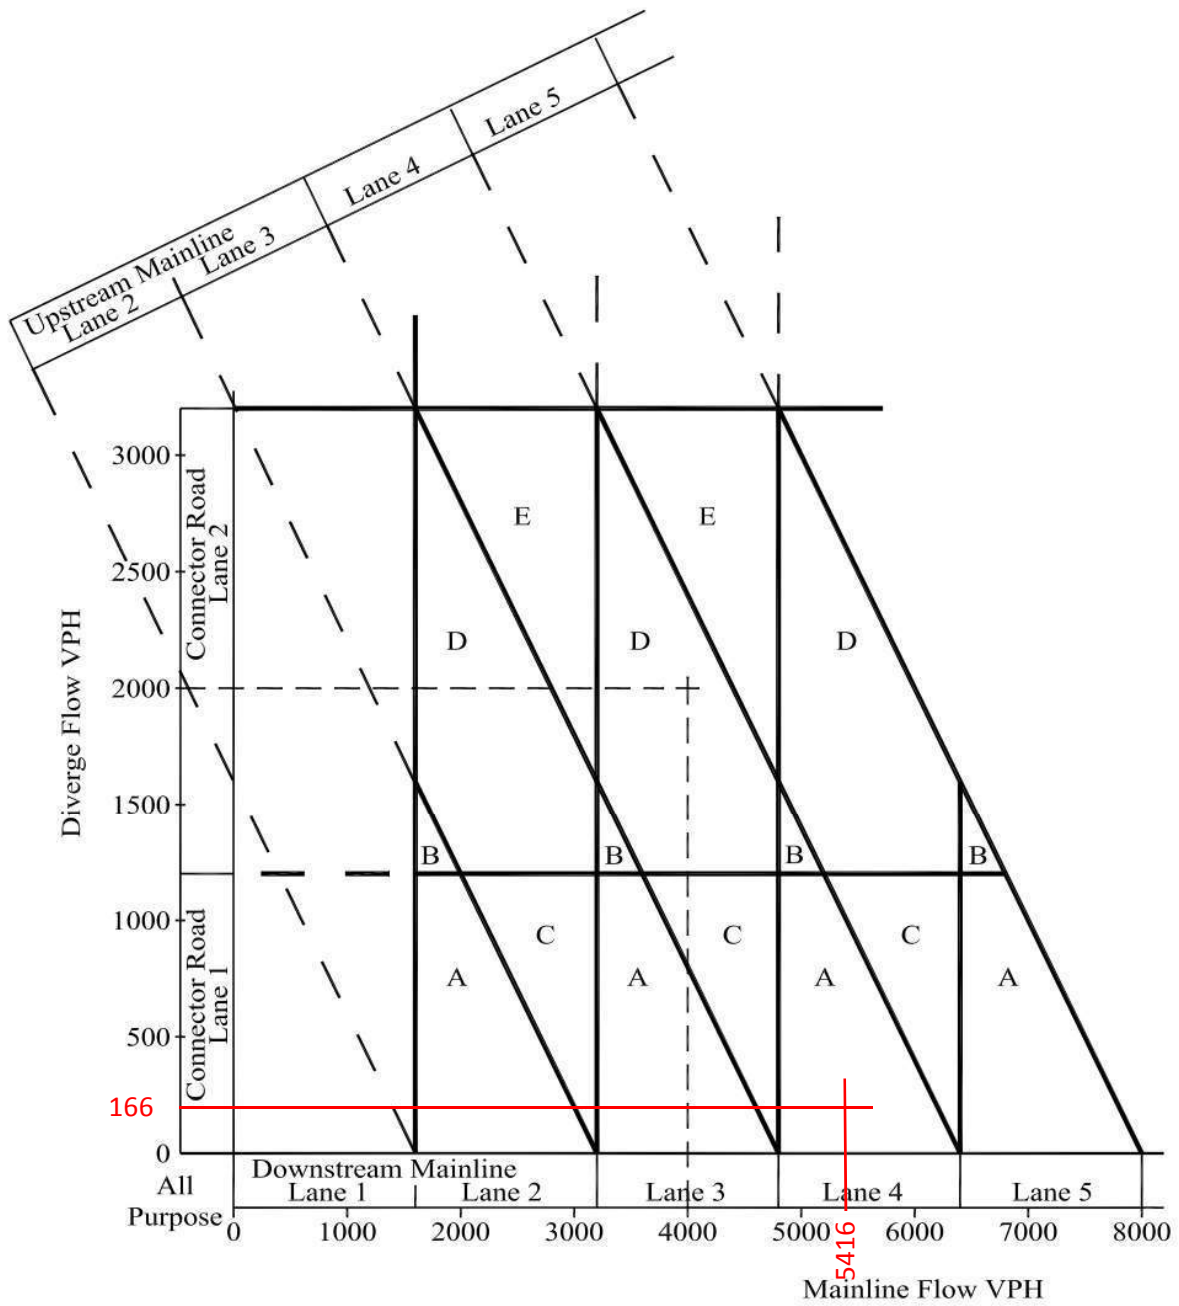 Lane 5
Lane 4
Upstream Mainline
Lane 3
Lane 2
3000
2500
2000
1500
1000
500
0
Diverge Flow VPH
Connector Road
Lane 2
Connector Road
Lane 1
E
E
D
D
D
B
B
B
B
C
C
C
A
A
A
A
166
Downstream Mainline
All
Purpose
Lane 1
Lane 2
Lane 3
Lane 4
Lane 5
0
1000
2000
3000
4000
5000
6000
7000
8000
5416
Mainline Flow VPH